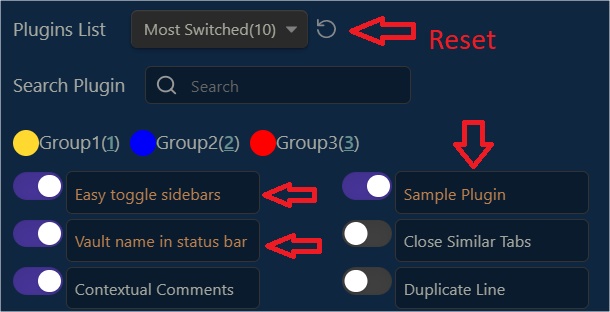 Plugins List Most Switched(10) Reset
Search Plugin Search
Group1(1) Group2(2) Group3(3)
Easy toggle sidebars Sample Plugin
Vault name in status bar Close Similar Tabs
Contextual Comments Duplicate Line